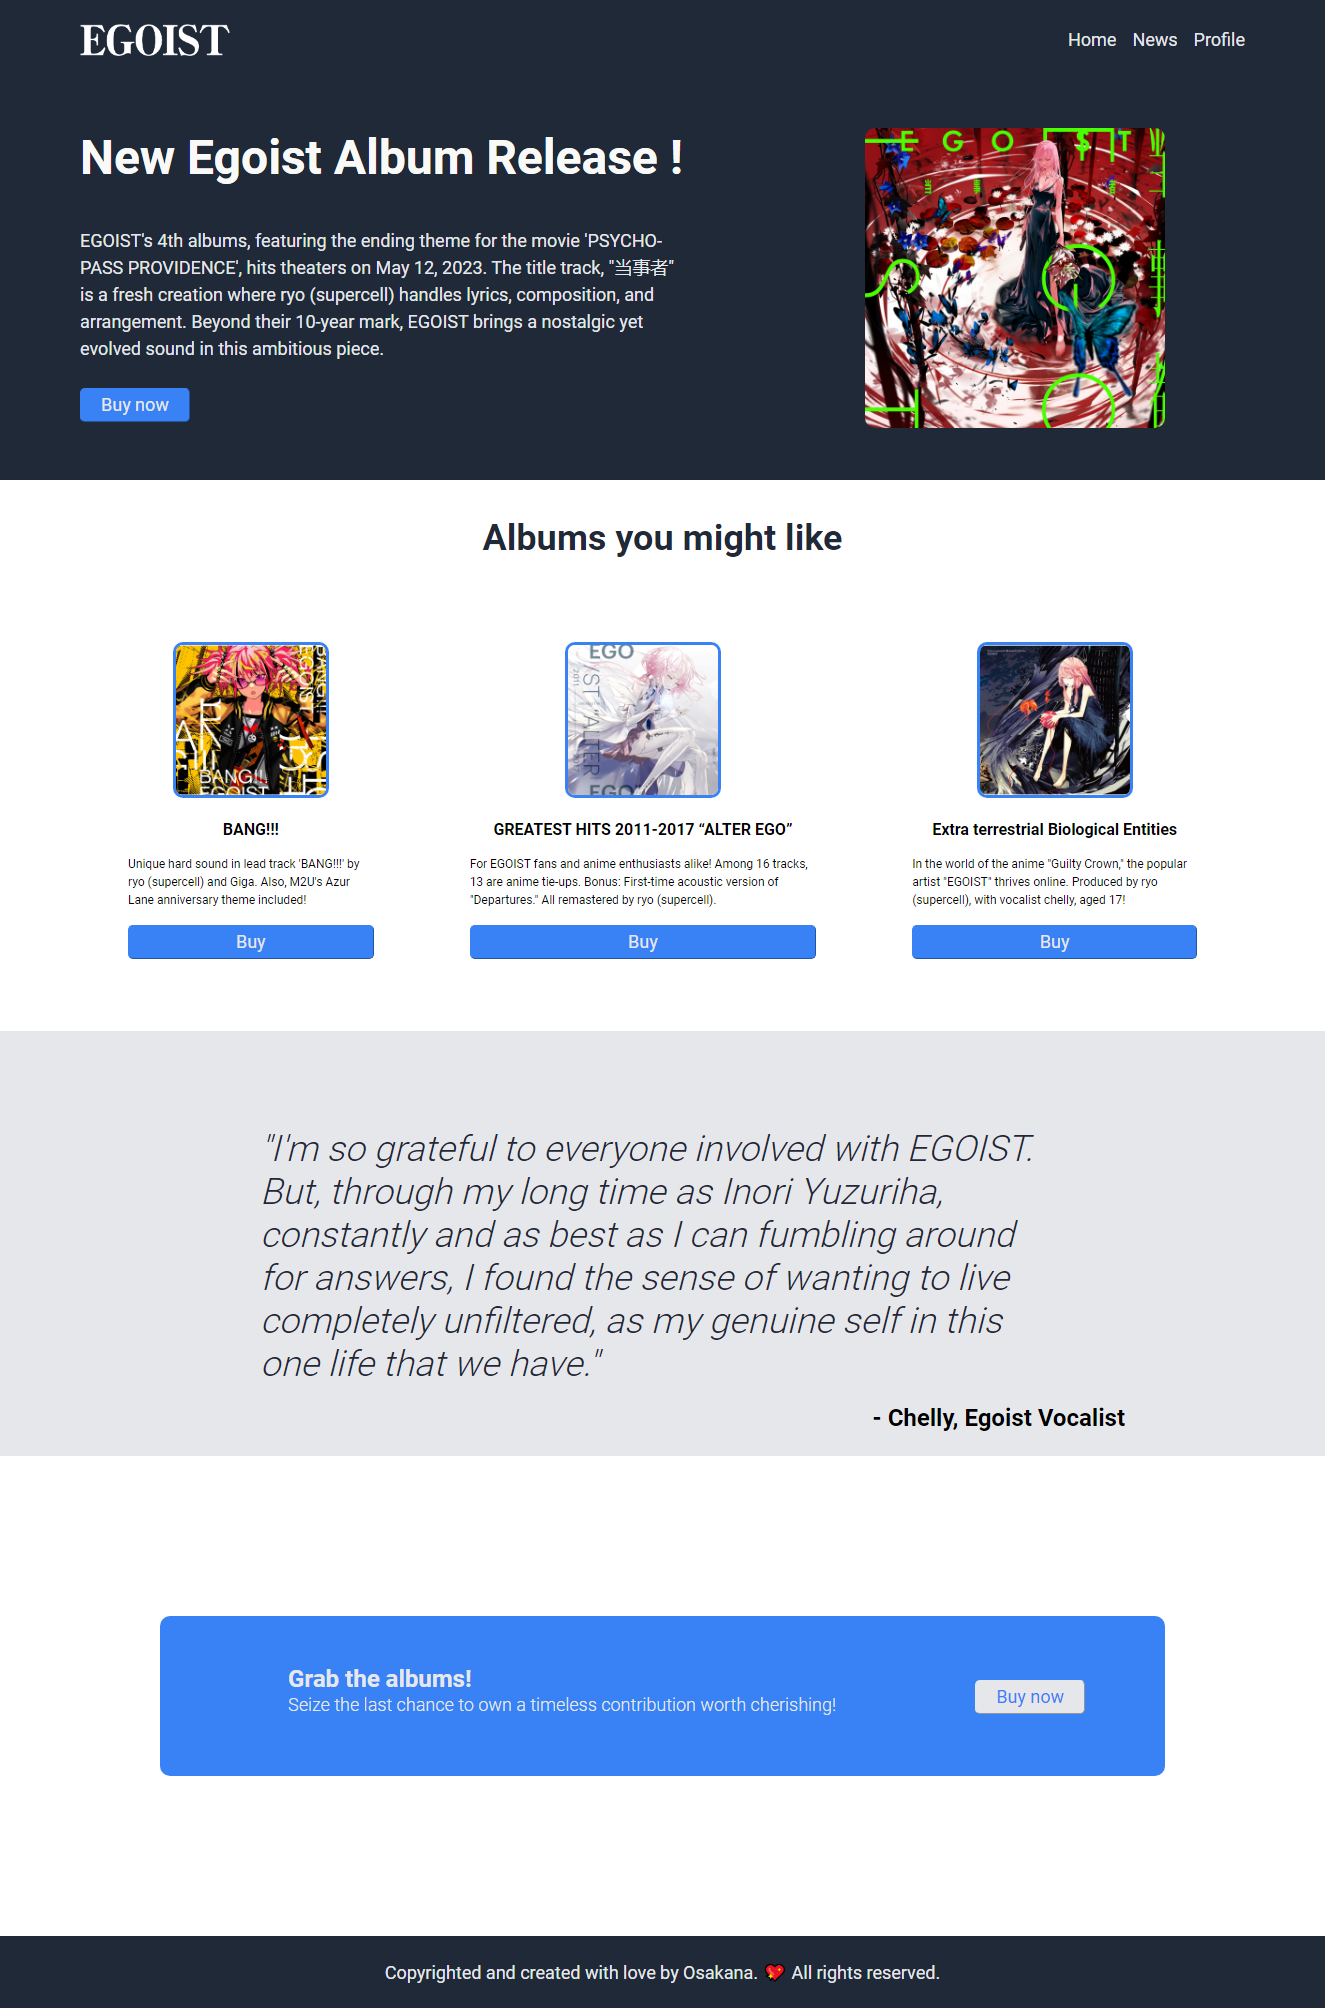 EGOIST
Home News Profile
New Egoist Album Release !
EGOIST's 4th albums, featuring the ending theme for the movie 'PSYCHO-
PASS PROVIDENCE', hits theaters on May 12, 2023. The title track, "当事者"
is a fresh creation where ryo (supercell) handles lyrics, composition, and
arrangement. Beyond their 10-year mark, EGOIST brings a nostalgic yet
evolved sound in this ambitious piece.
Buy now
EGOIST
Albums you might like
EGOIST
BANG!!!
EGOIST
EGO
"ALTER
EGO
BANG!!!
Unique hard sound in lead track 'BANG!!!' by
ryo (supercell) and Giga. Also, M2U's Azur
Lane anniversary theme included!
Buy
GREATEST HITS 2011-2017 “ALTER EGO”
For EGOIST fans and anime enthusiasts alike! Among 16 tracks,
13 are anime tie-ups. Bonus: First-time acoustic version of
"Departures." All remastered by ryo (supercell).
Buy
Extra terrestrial Biological Entities
In the world of the anime "Guilty Crown," the popular
artist "EGOIST" thrives online. Produced by ryo
(supercell), with vocalist chelly, aged 17!
Buy
"I'm so grateful to everyone involved with EGOIST.
But, through my long time as Inori Yuzuriha,
constantly and as best as I can fumbling around
for answers, I found the sense of wanting to live
completely unfiltered, as my genuine self in this
one life that we have."
- Chelly, Egoist Vocalist
Grab the albums!
Seize the last chance to own a timeless contribution worth cherishing!
Buy now
Copyrighted and created with love by Osakana. 💖 All rights reserved.